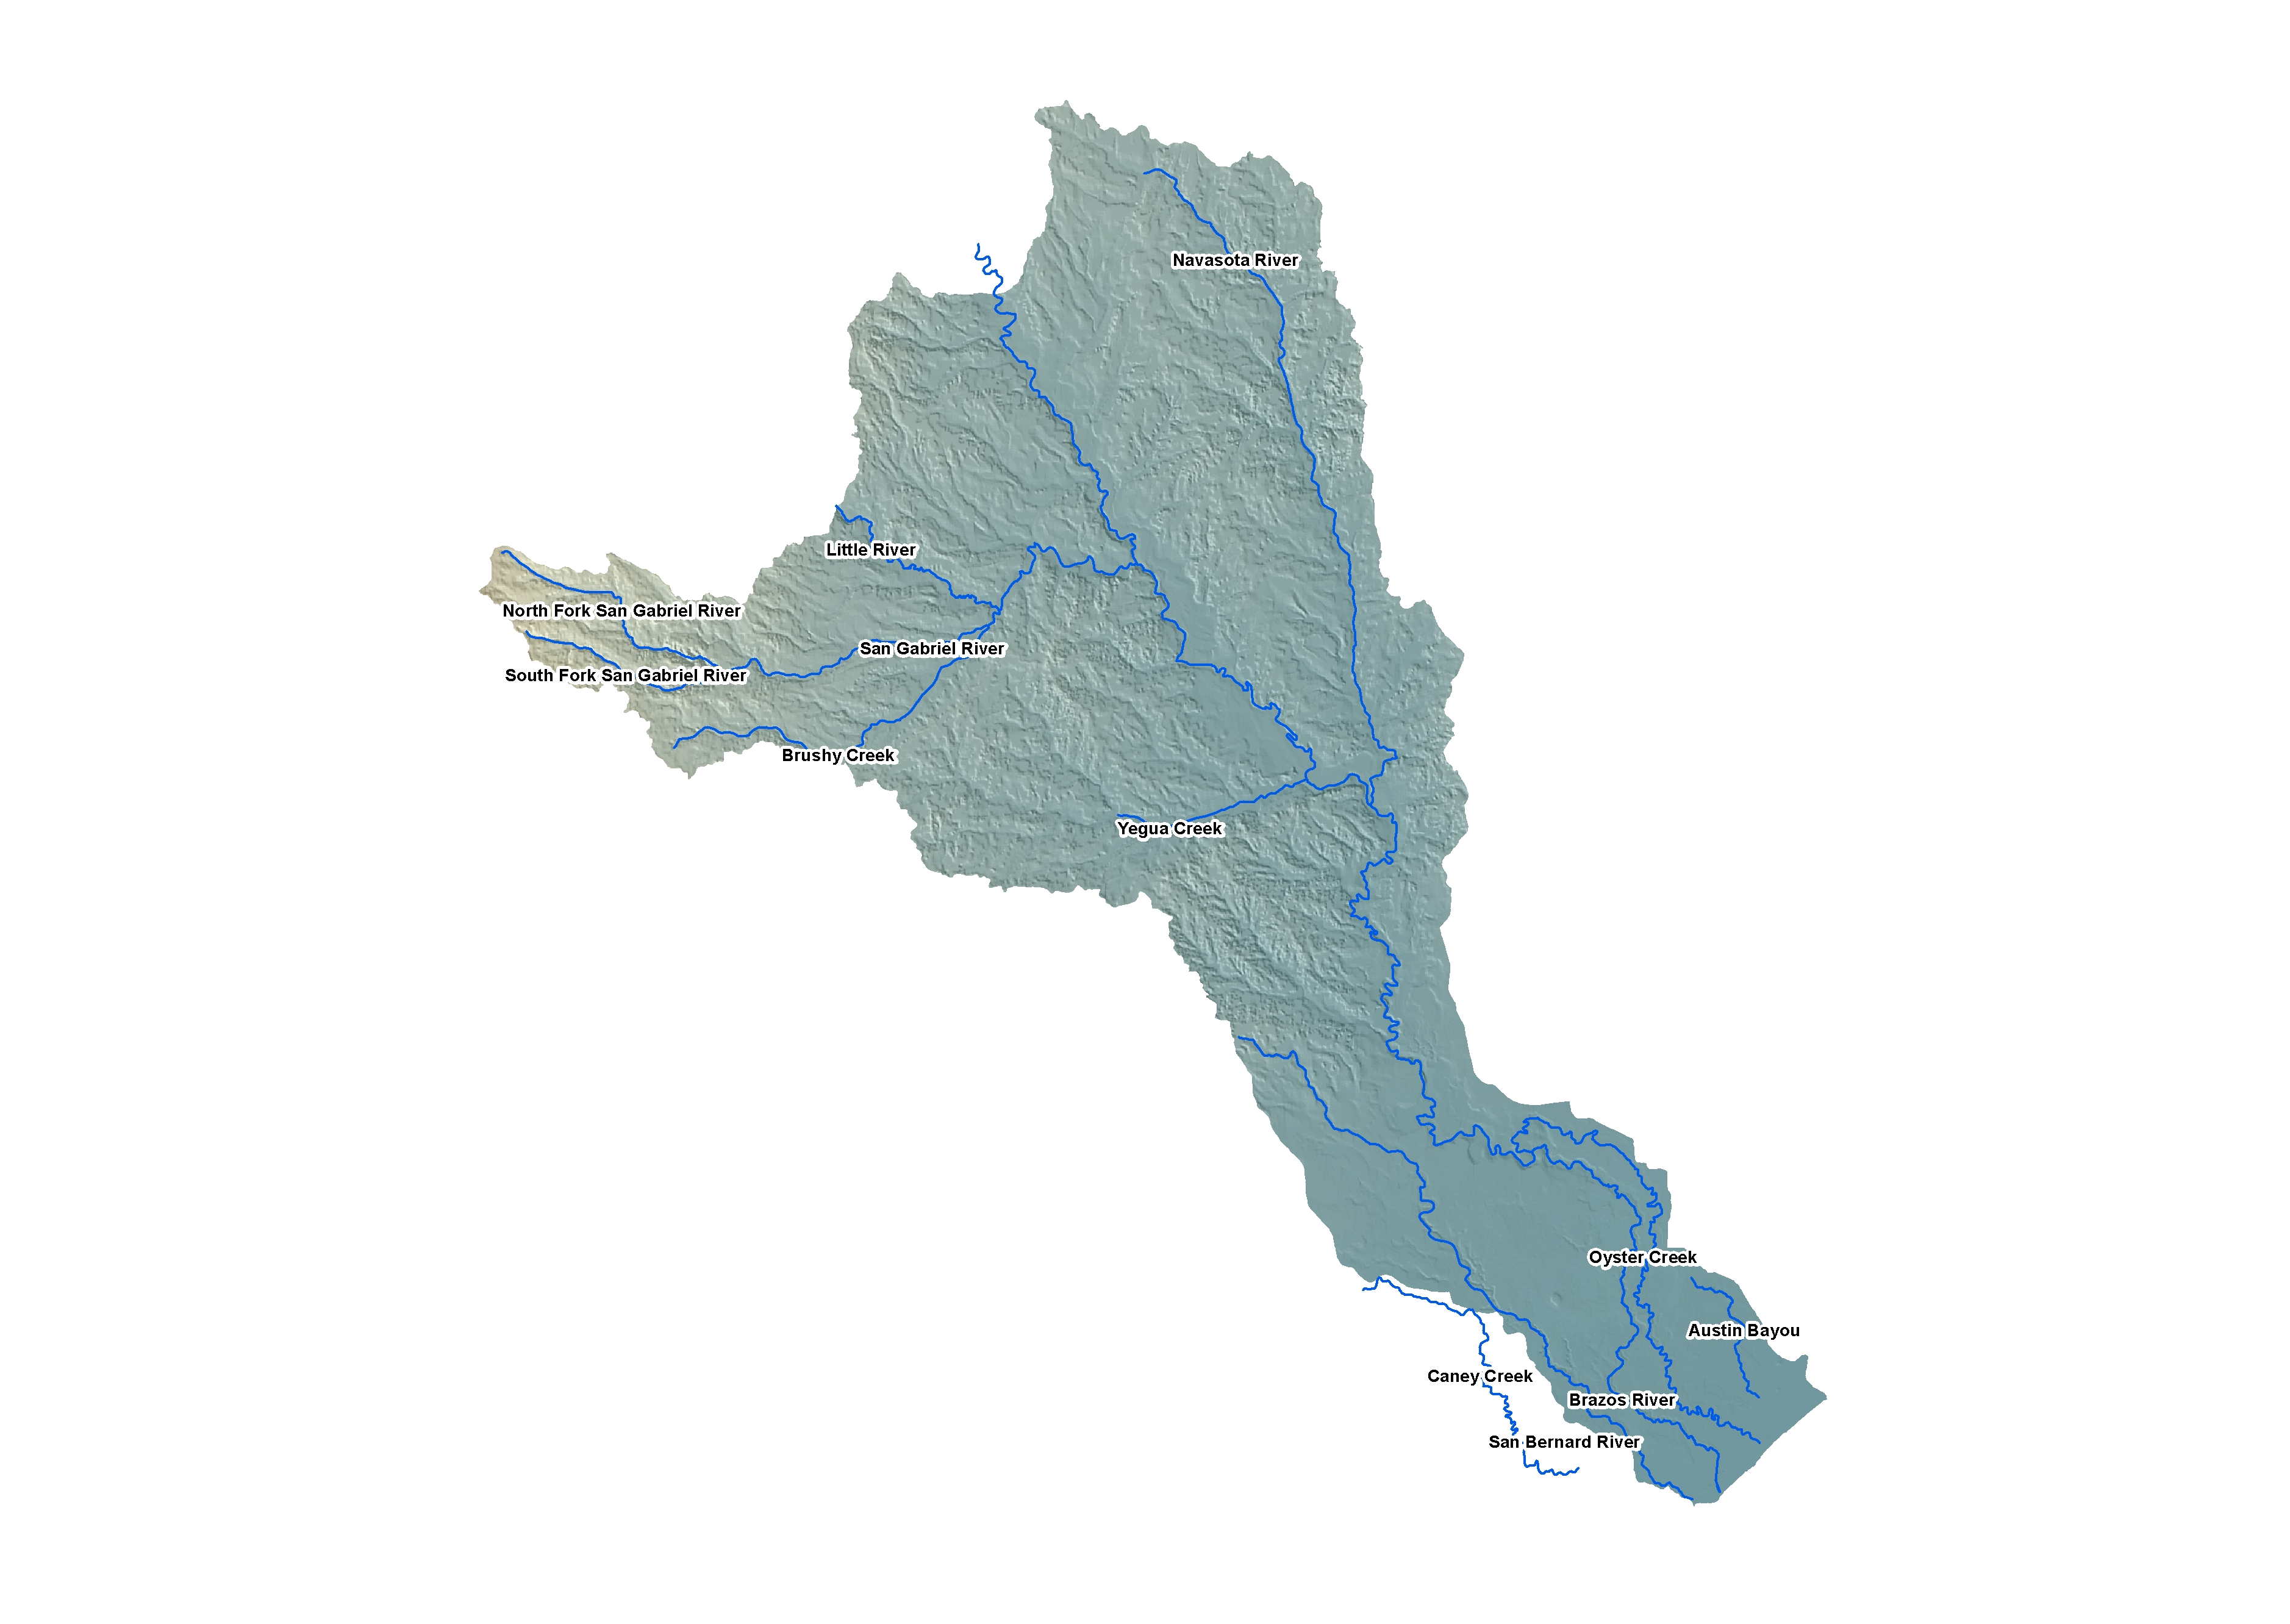 Navasota River
Little River
North Fork San Gabriel River
San Gabriel River
South Fork San Gabriel River
Brushy Creek
Yegua Creek
Oyster Creek
Austin Bayou
Caney Creek
Brazos River
San Bernard River